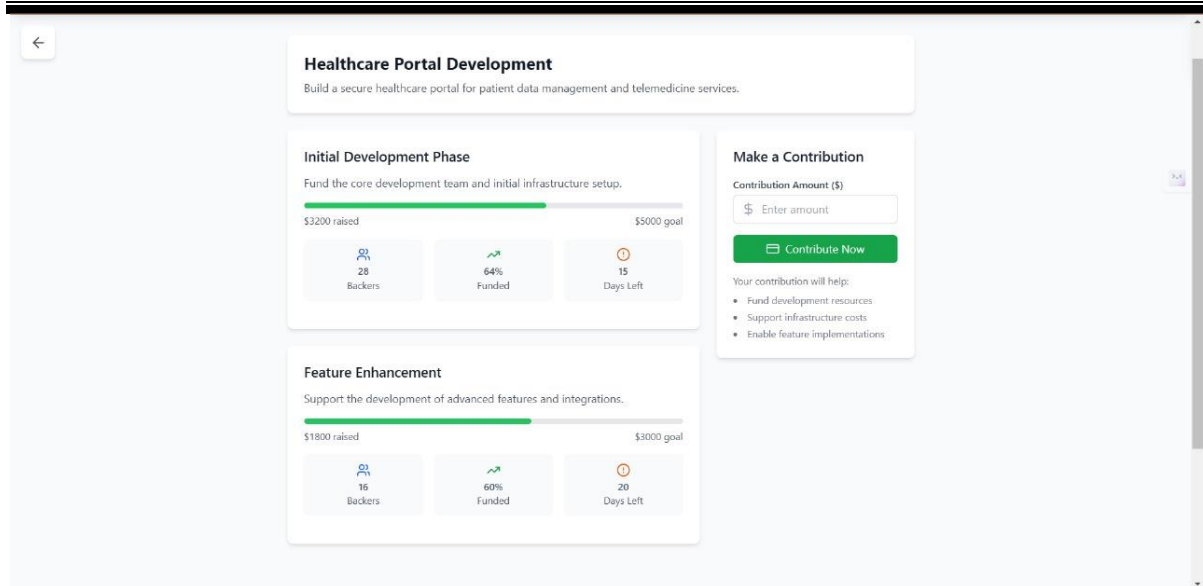 Healthcare Portal Development
Build a secure healthcare portal for patient data management and telemedicine services.
Initial Development Phase
Fund the core development team and initial infrastructure setup.
$3200 raised
$5000 goal
28
Backers
64%
Funded
15
Days Left
Feature Enhancement
Support the development of advanced features and integrations.
$1800 raised
$3000 goal
16
Backers
60%
Funded
20
Days Left
Make a Contribution
Contribution Amount ($)
$ Enter amount
Contribute Now
Your contribution will help:
• Fund development resources
• Support infrastructure costs
• Enable feature implementations